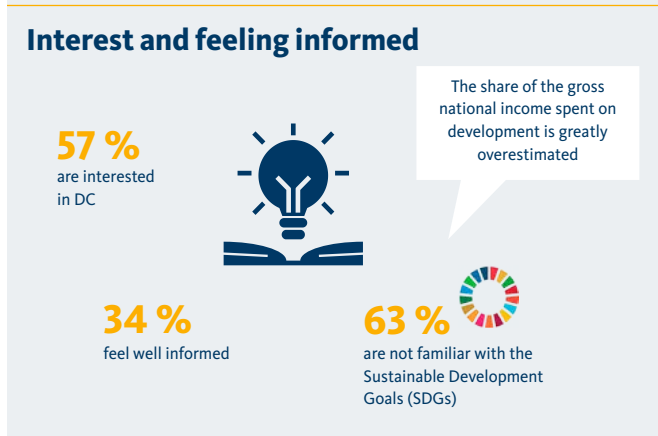 Interest and feeling informed
The share of the gross
national income spent on
development is greatly
overestimated
57 %
are interested
in DC
34 %
feel well informed
63 %
are not familiar with the
Sustainable Development
Goals (SDGs)